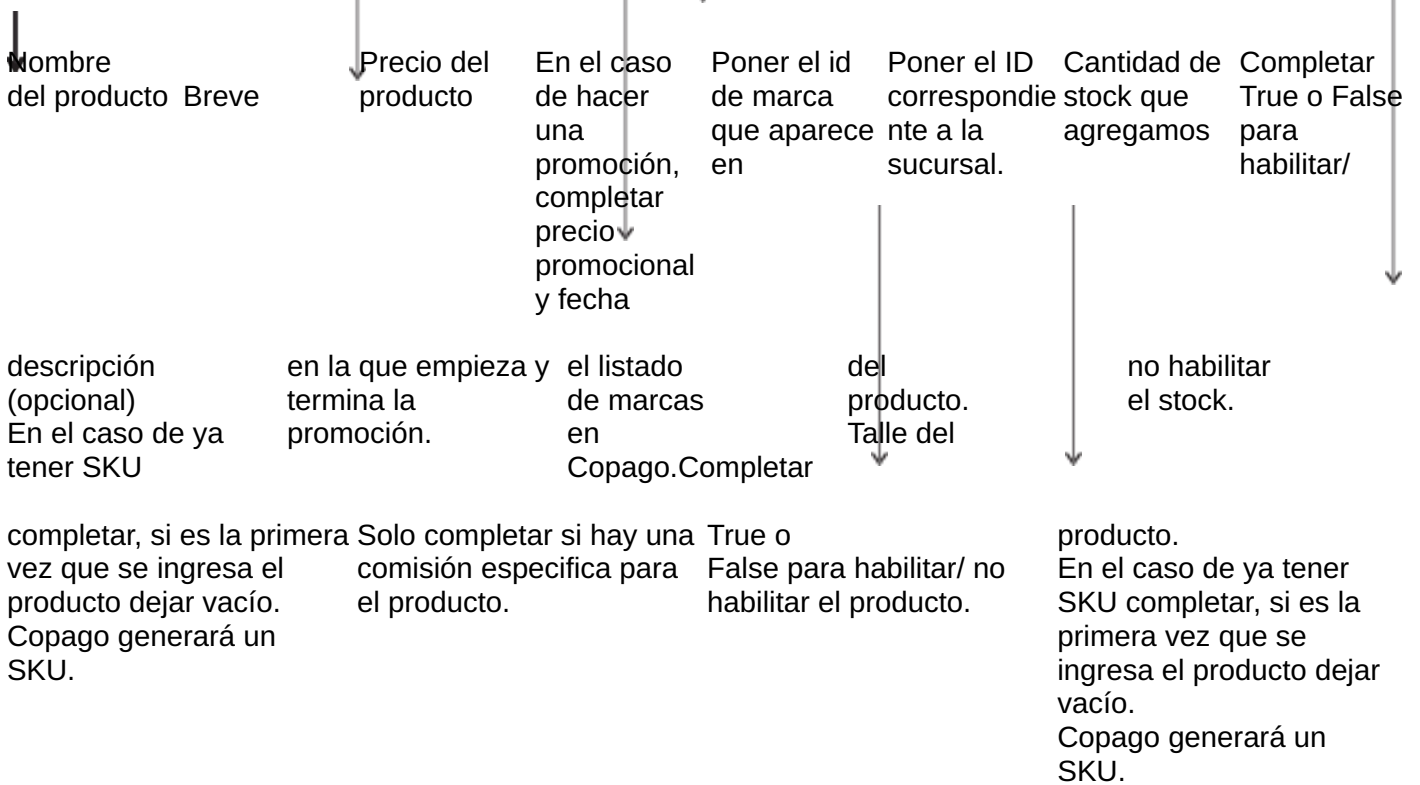 Nombre
del producto Breve
Precio del
producto
En el caso
de hacer
una
promoción,
completar
precio
promocional
y fecha
Poner el id
de marca
que aparece
en
Poner el ID
correspondie
nte a la
sucursal.
Cantidad de
stock que
agregamos
Completar
True o False
para
habilitar/
descripción
(opcional)
En el caso de ya
tener SKU
en la que empieza y
termina la
promoción.
el listado
de marcas
en
Copago.Completar
del
producto.
Talle del
no habilitar
el stock.
completar, si es la primera
vez que se ingresa el
producto dejar vacío.
Copago generará un
SKU.
Solo completar si hay una
comisión especifica para
el producto.
True o
False para habilitar/ no
habilitar el producto.
producto.
En el caso de ya tener
SKU completar, si es la
primera vez que se
ingresa el producto dejar
vacío.
Copago generará un
SKU.